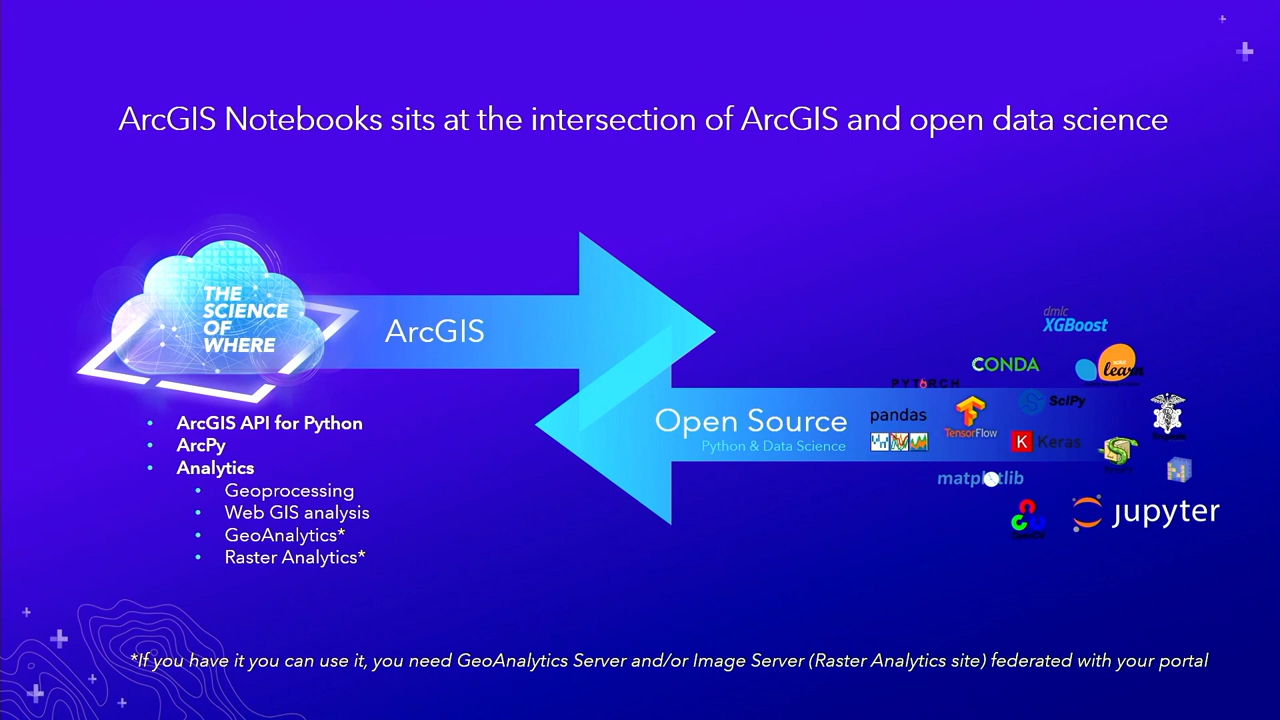 ArcGIS Notebooks sits at the intersection of ArcGIS and open data science
THE
SCIENCE
OF
WHERE
ArcGIS
• ArcGIS API for Python
• ArcPy
• Analytics
• Geoprocessing
• Web GIS analysis
• GeoAnalytics*
• Raster Analytics*
Open Source
Python & Data Science
dmlc
XGBoost
CONDA
learn
PYTORCH
pandas
TensorFlow
SciPy
K Keras
matplotlib
OpenCV
jupyter
*If you have it you can use it, you need GeoAnalytics Server and/or Image Server (Raster Analytics site) federated with your portal